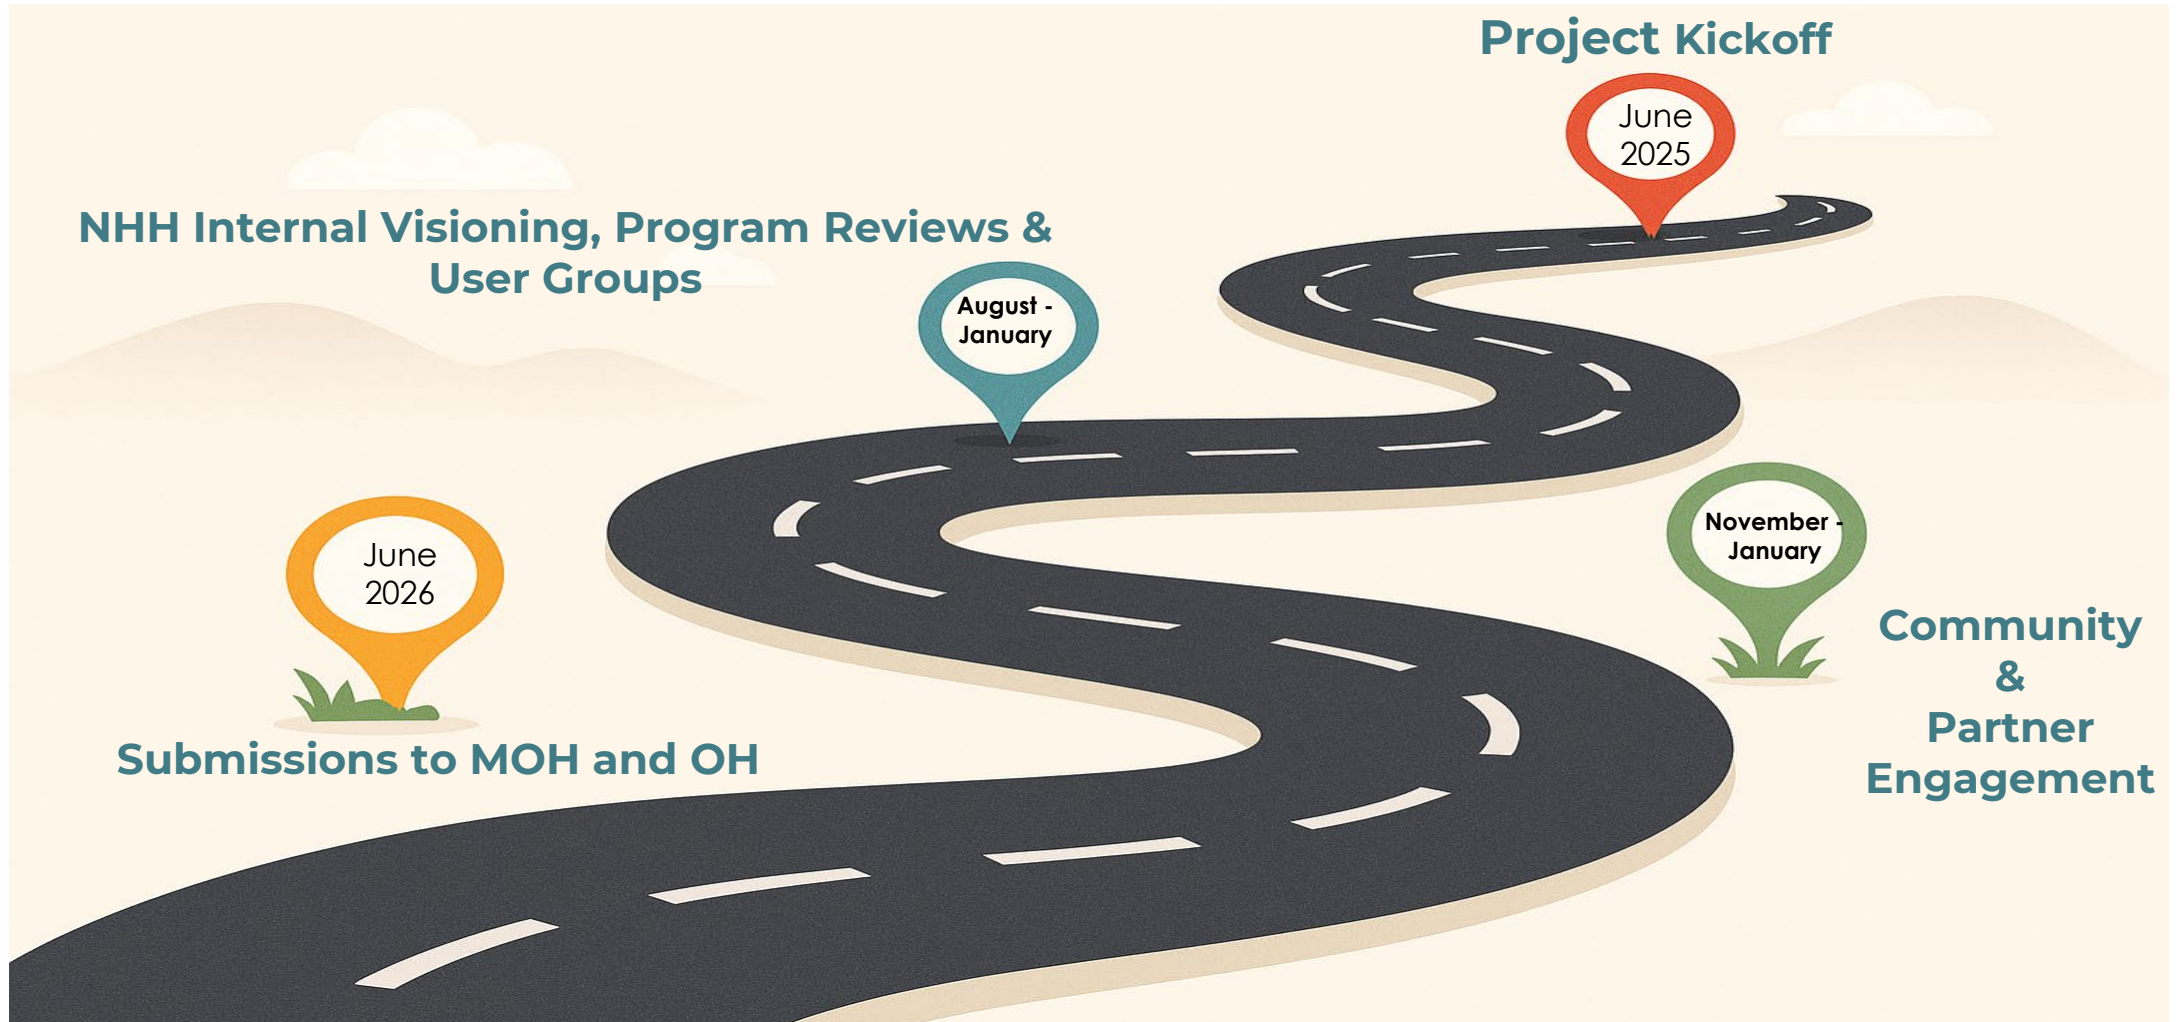 Project Kickoff
June
2025
NHH Internal Visioning, Program Reviews &
User Groups
August -
January
November -
January
Community
&
Partner
Engagement
June
2026
Submissions to MOH and OH